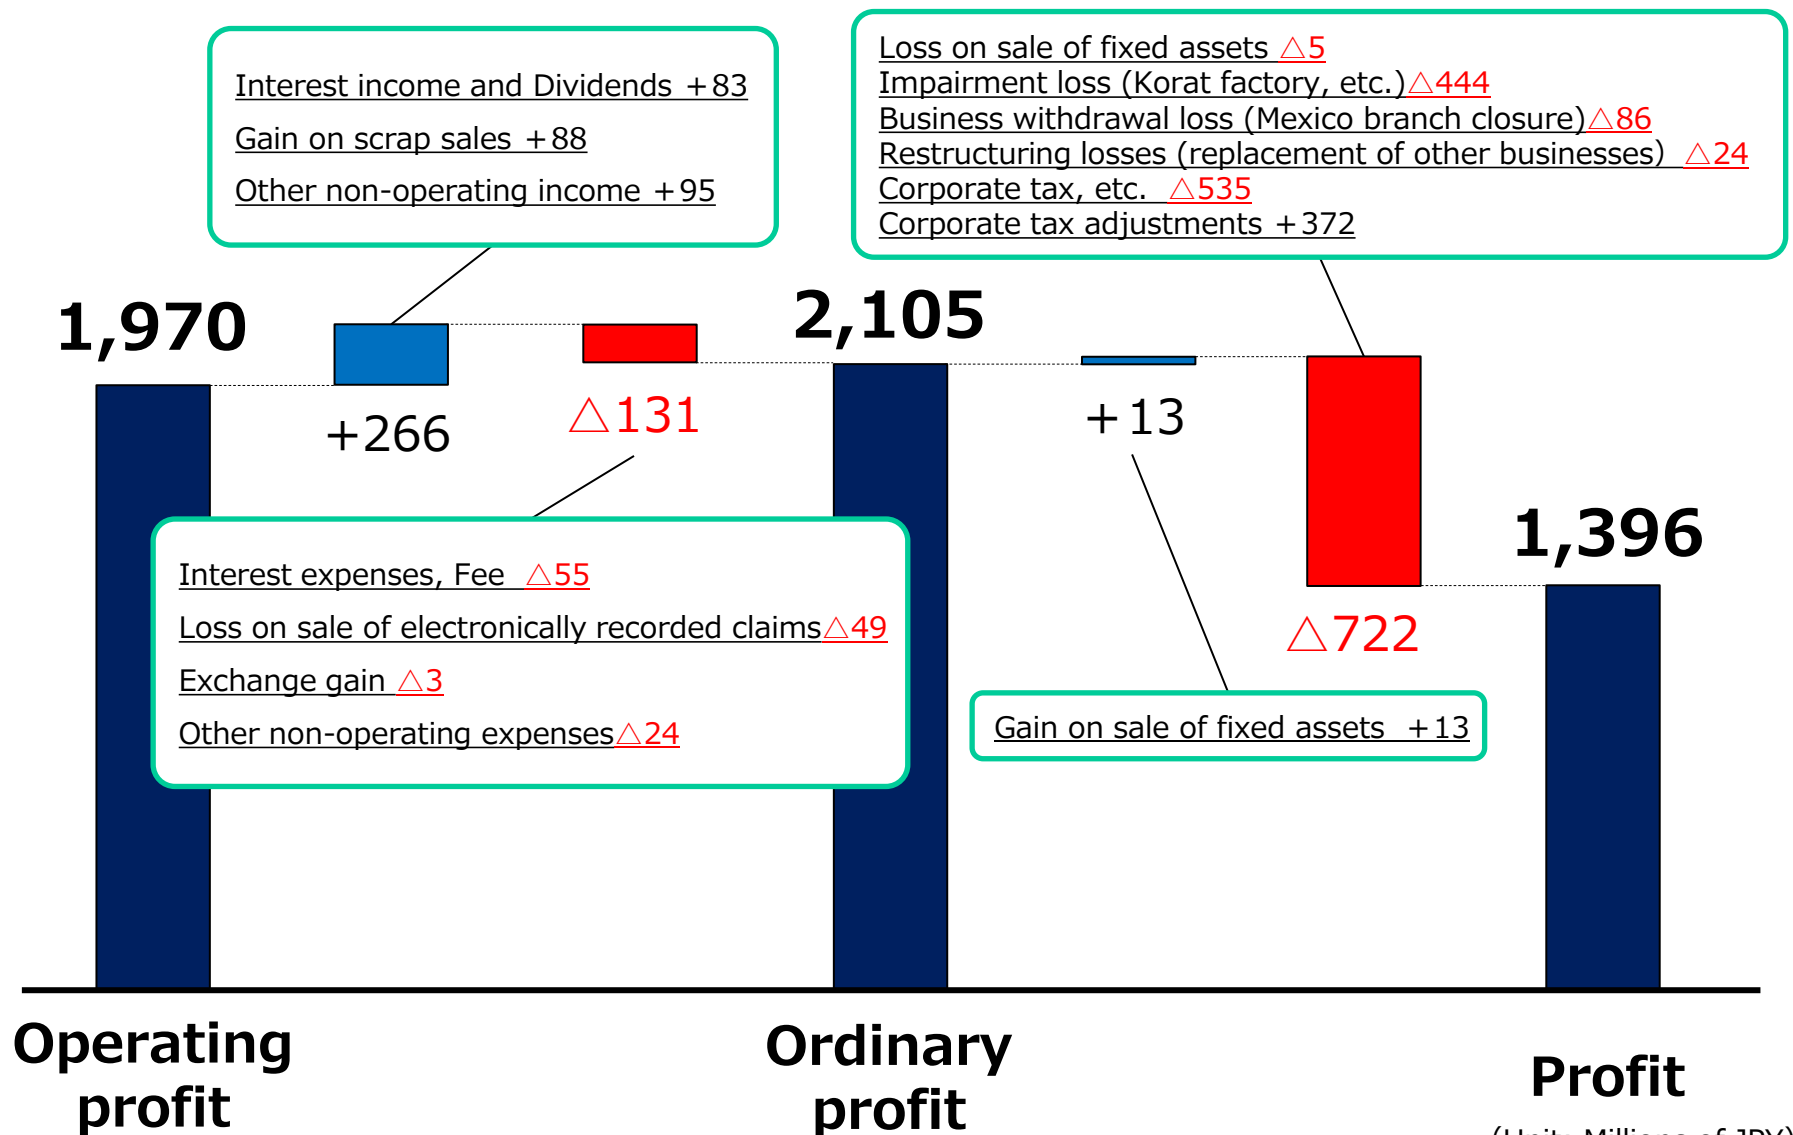 Interest income and Dividends +83
Gain on scrap sales +88
Other non-operating income +95
Loss on sale of fixed assets △5
Impairment loss (Korat factory, etc.)△444
Business withdrawal loss (Mexico branch closure)△86
Restructuring losses (replacement of other businesses) △24
Corporate tax, etc. △535
Corporate tax adjustments +372
1,970
+266
△131
2,105
+13
△722
1,396
Interest expenses, Fee △55
Loss on sale of electronically recorded claims△49
Exchange gain △3
Other non-operating expenses△24
Gain on sale of fixed assets +13
Operating
profit
Ordinary
profit
Profit
(Unit: Millions of JPY)